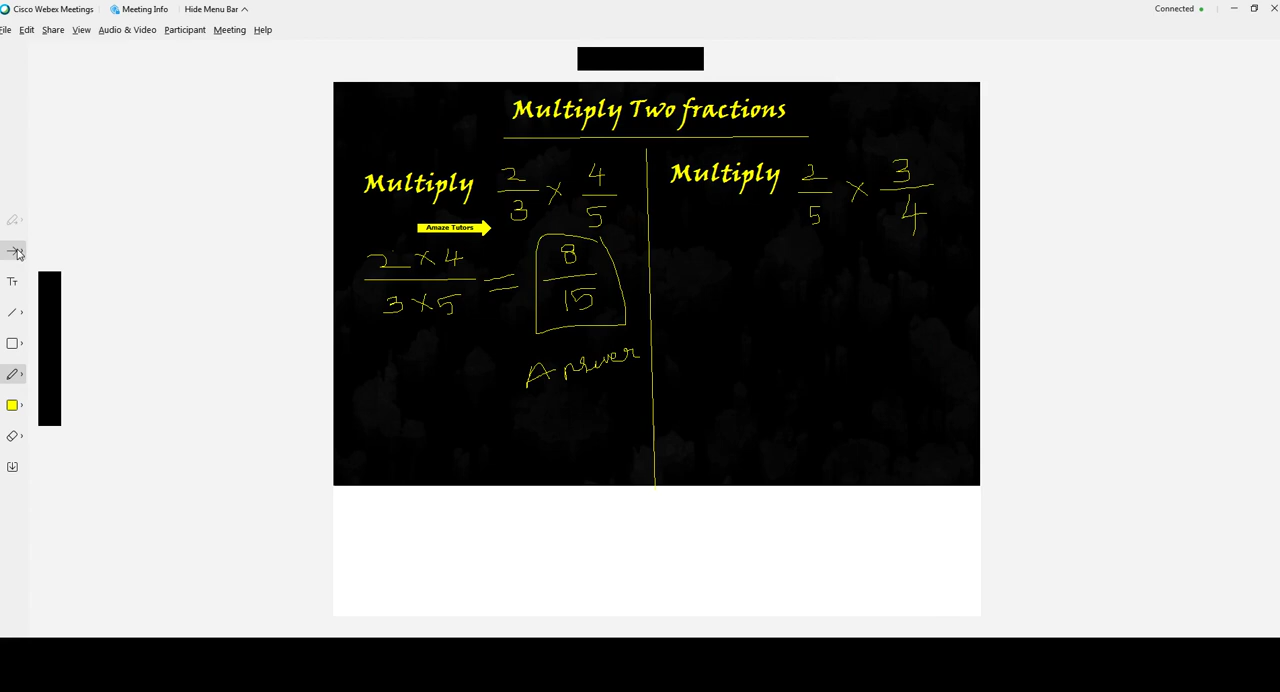 Cisco Webex Meetings Meeting Info Hide Menu Bar Connected
File Edit Share View Audio & Video Participant Meeting Help
Multiply Two fractions
Multiply 2/3 × 4/5
Amaze Tutors
2 × 4 / 3 × 5 = 8/15
Answer
Multiply 2/5 × 3/4
Tт